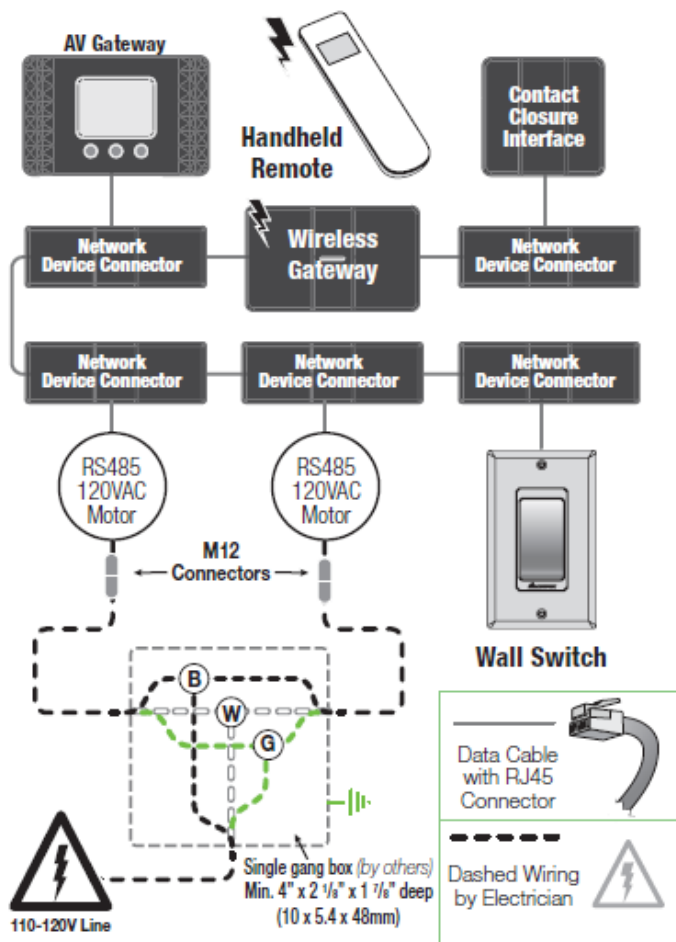 AV Gateway
Handheld
Remote
Contact
Closure
Interface
Network
Device Connector
Wireless
Gateway
Network
Device Connector
Network
Device Connector
Network
Device Connector
Network
Device Connector
RS485
120VAC
Motor
RS485
120VAC
Motor
M12
Connectors
Wall Switch
B
W
G
Data Cable
with RJ45
Connector
Single gang box (by others)
Min. 4" x 2 1/8" x 1 7/8" deep
(10 x 5.4 x 48mm)
Dashed Wiring
by Electrician
110-120V Line